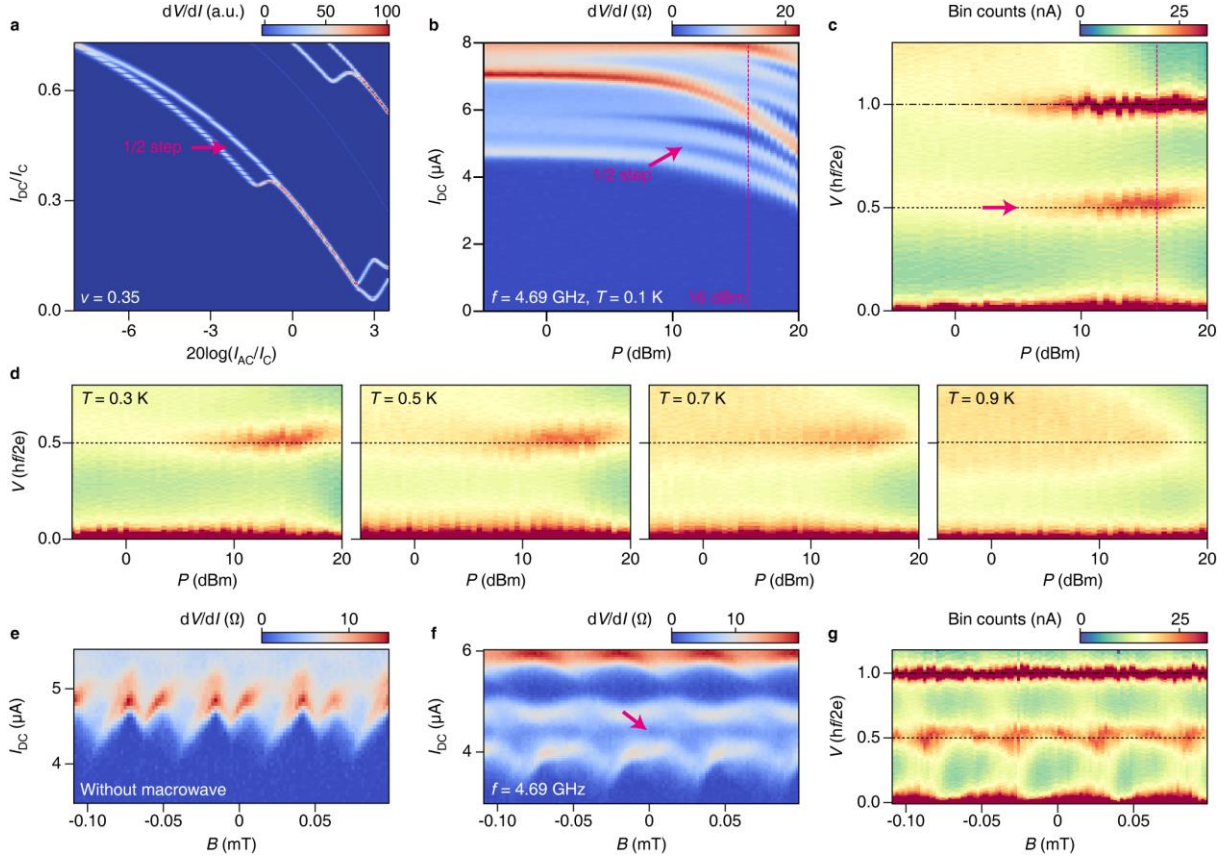 a
dV/dI (a.u.)
0 50 100
I_DC/I_C
0.6
0.3
0.0
1/2 step
ν = 0.35
-6 -3 0 3
20log(I_AC/I_C)
b
dV/dI (Ω)
0 20
I_DC (μA)
8
6
4
2
0
1/2 step
f = 4.69 GHz, T = 0.1 K
16 dBm
0 10 20
P (dBm)
c
Bin counts (nA)
0 25
V (hf/2e)
1.0
0.5
0.0
0 10 20
P (dBm)
d
V (hf/2e)
0.5
0.0
T = 0.3 K
0 10 20
P (dBm)
T = 0.5 K
0 10 20
P (dBm)
T = 0.7 K
0 10 20
P (dBm)
T = 0.9 K
0 10 20
P (dBm)
e
dV/dI (Ω)
0 10
I_DC (μA)
5
4
Without macrowave
-0.10 -0.05 0 0.05
B (mT)
f
dV/dI (Ω)
0 10
I_DC (μA)
6
4
f = 4.69 GHz
-0.10 -0.05 0 0.05
B (mT)
g
Bin counts (nA)
0 25
V (hf/2e)
1.0
0.5
0.0
-0.10 -0.05 0 0.05
B (mT)